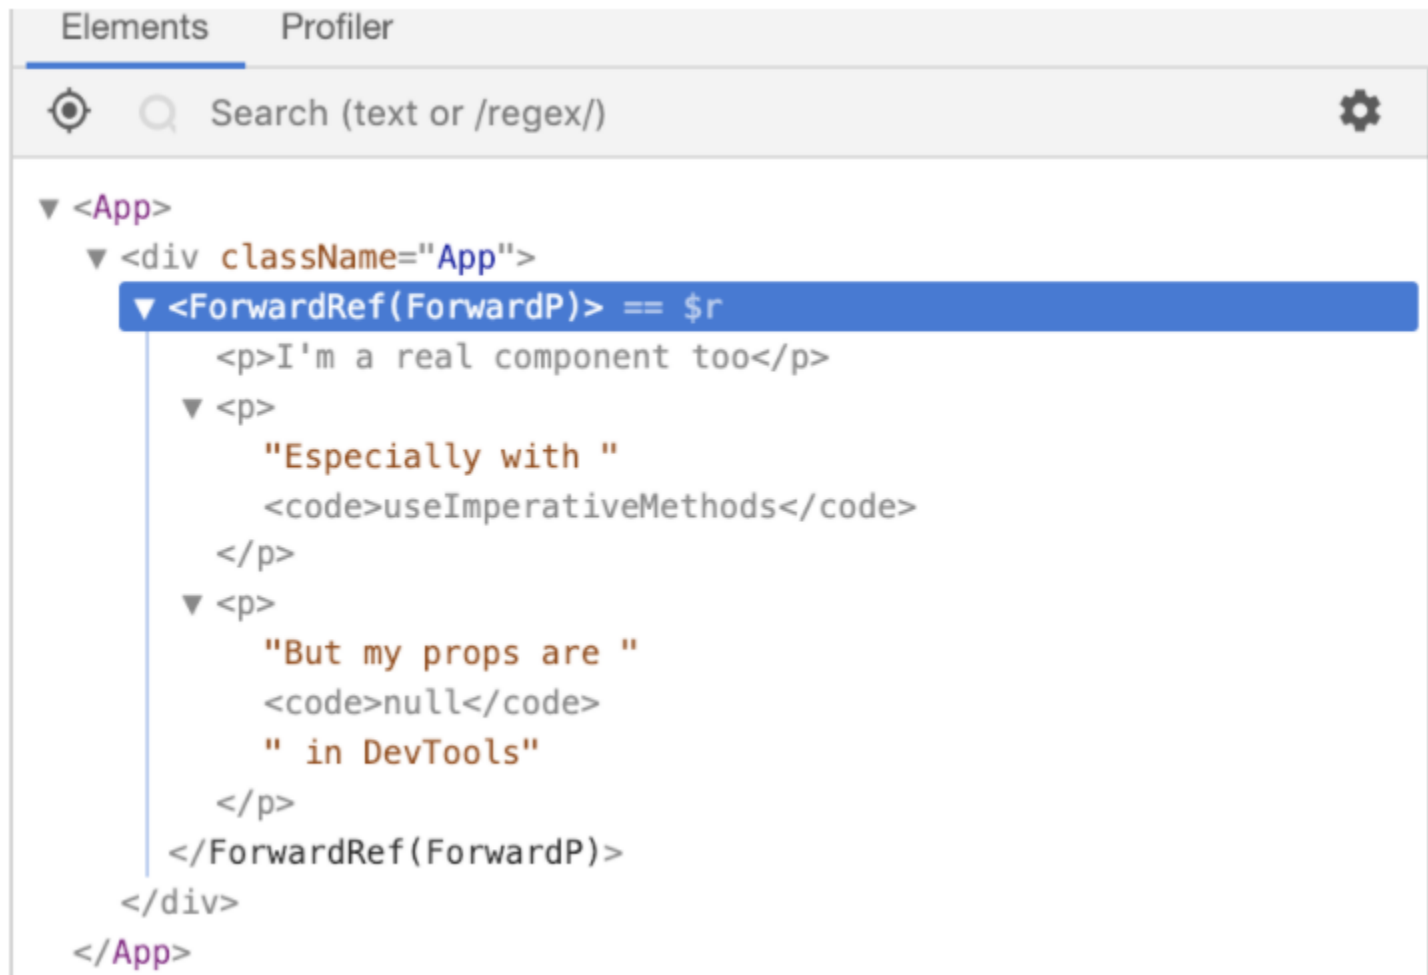 Elements Profiler
Search (text or /regex/)
▼ <App>
▼ <div className="App">
▼ <ForwardRef(ForwardP)> == $r
<p>I'm a real component too</p>
▼ <p>
"Especially with "
<code>useImperativeMethods</code>
</p>
▼ <p>
"But my props are "
<code>null</code>
" in DevTools"
</p>
</ForwardRef(ForwardP)>
</div>
</App>